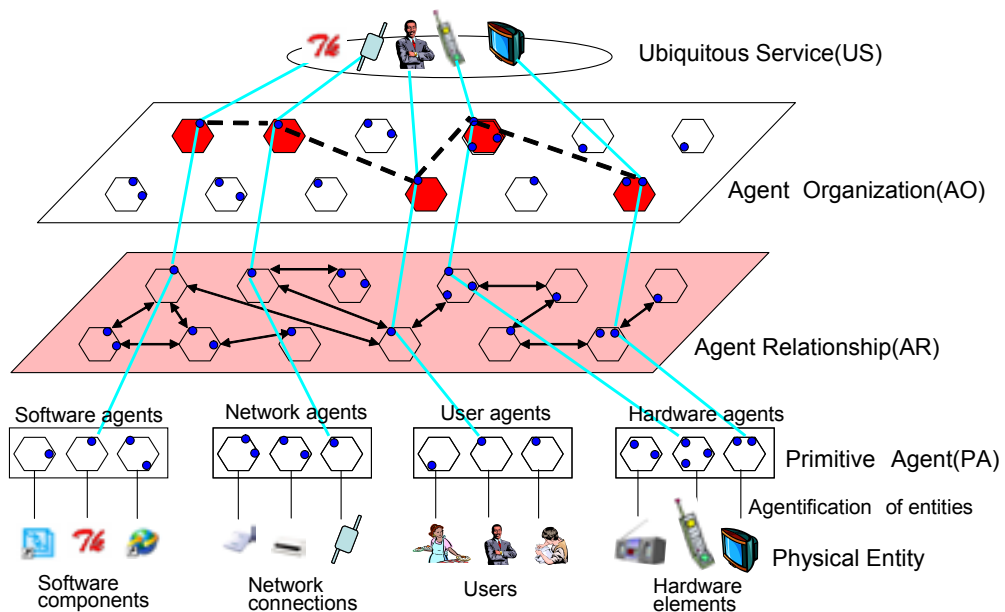 Ubiquitous Service(US)
Agent Organization(AO)
Agent Relationship(AR)
Software agents
Network agents
User agents
Hardware agents
Primitive Agent(PA)
Agentification of entities
Physical Entity
Software
components
Network
connections
Users
Hardware
elements